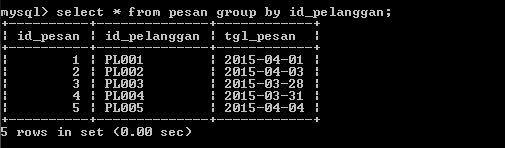 mysql> select * from pesan group by id_pelanggan;
+----------+--------------+------------+
| id_pesan | id_pelanggan | tgl_pesan  |
+----------+--------------+------------+
|        1 | PL001        | 2015-04-01 |
|        2 | PL002        | 2015-04-03 |
|        3 | PL003        | 2015-03-28 |
|        4 | PL004        | 2015-03-31 |
|        5 | PL005        | 2015-04-04 |
+----------+--------------+------------+
5 rows in set (0.00 sec)